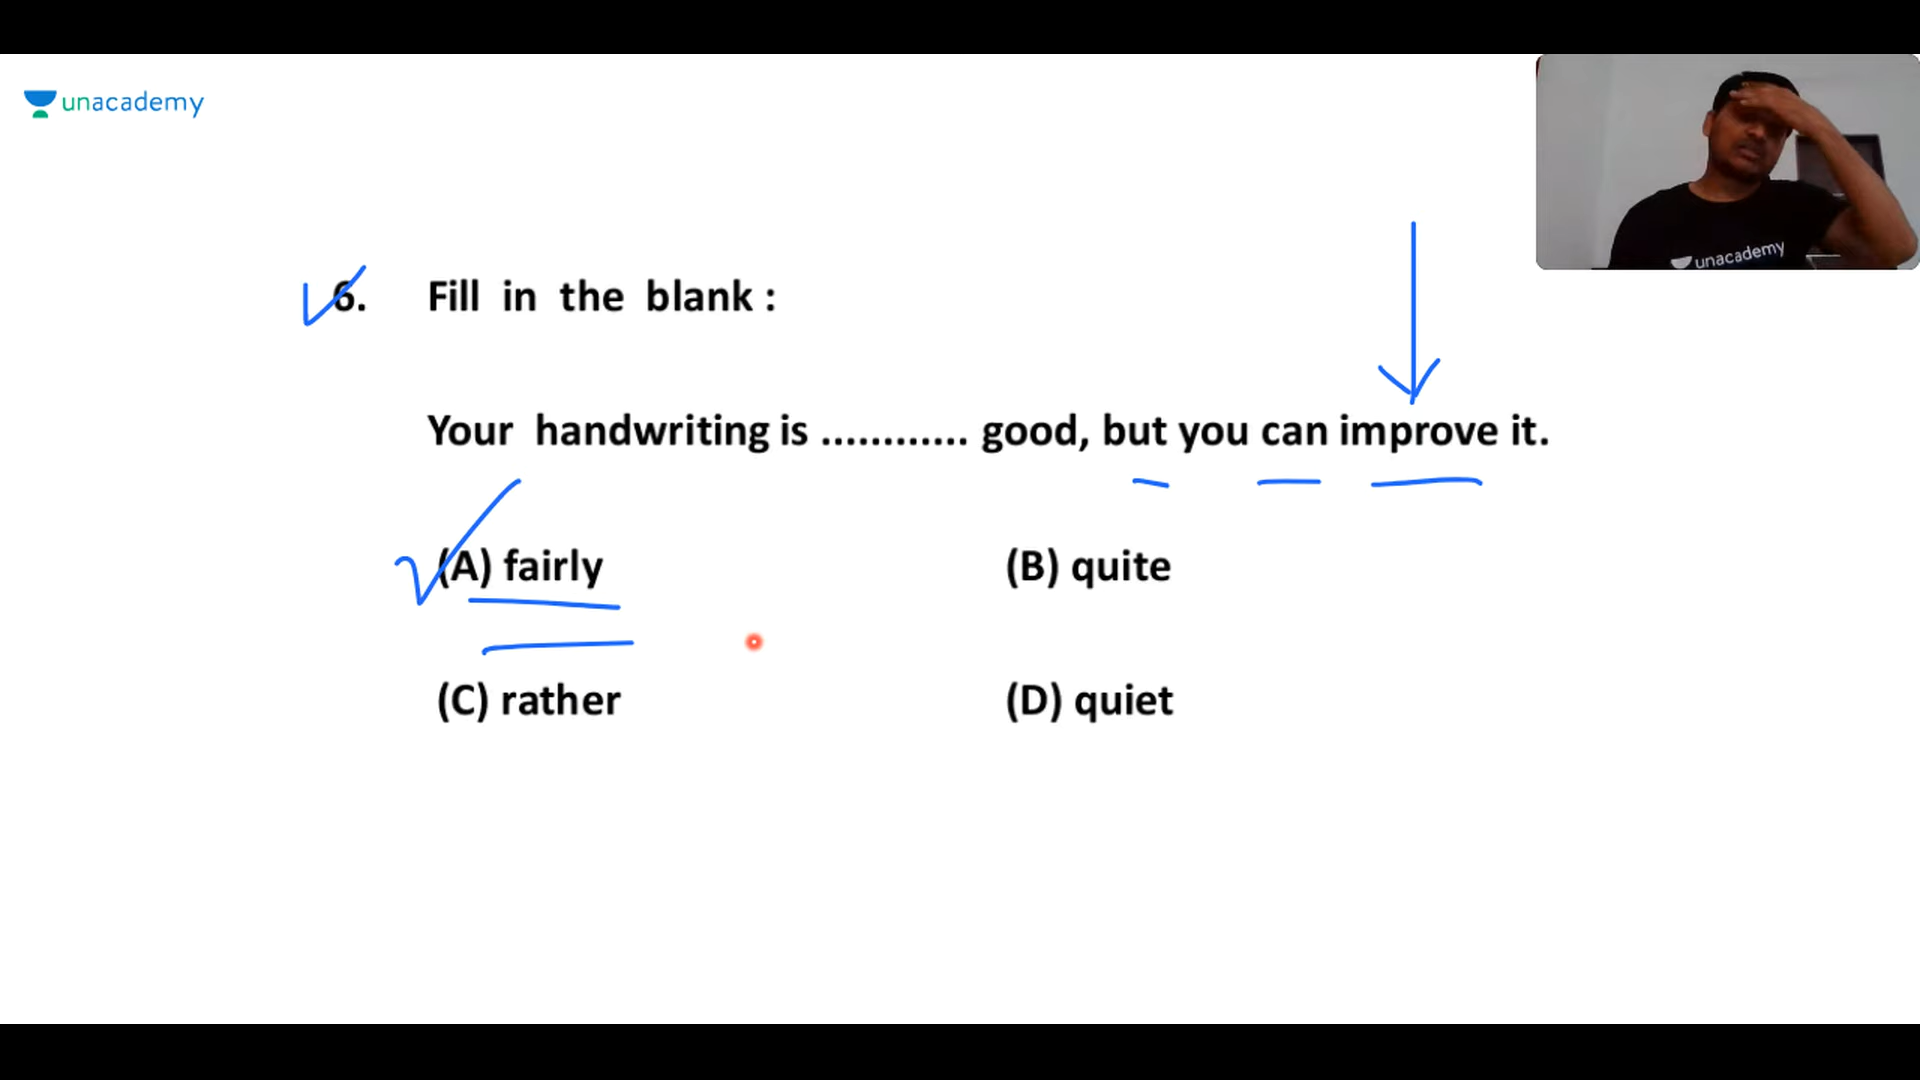 unacademy
unacademy
6. Fill in the blank :
Your handwriting is ............ good, but you can improve it.
(A) fairly
(B) quite
(C) rather
(D) quiet